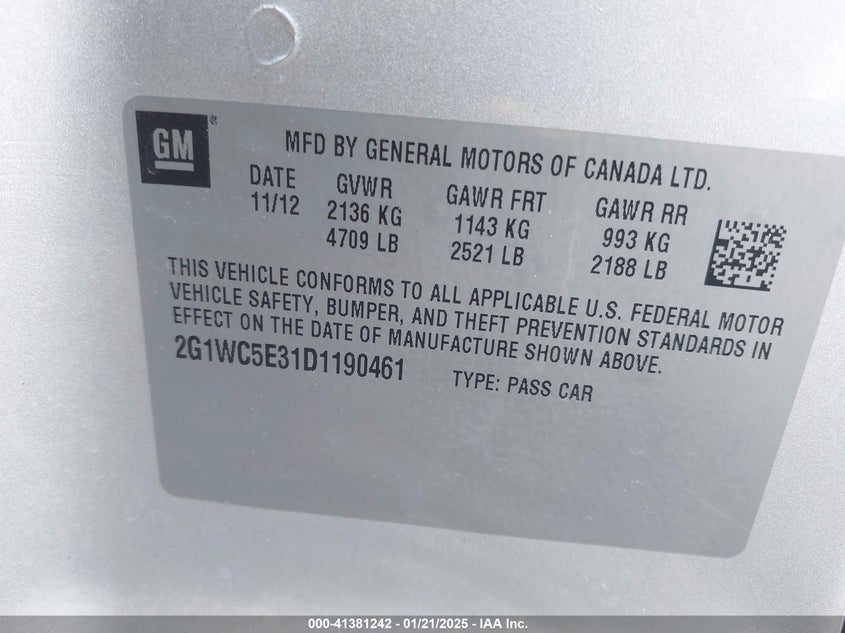 GM®
MFD BY GENERAL MOTORS OF CANADA LTD.
DATE GVWR GAWR FRT GAWR RR
11/12 2136 KG 1143 KG 993 KG
4709 LB 2521 LB 2188 LB
THIS VEHICLE CONFORMS TO ALL APPLICABLE U.S. FEDERAL MOTOR
VEHICLE SAFETY, BUMPER, AND THEFT PREVENTION STANDARDS IN
EFFECT ON THE DATE OF MANUFACTURE SHOWN ABOVE.
2G1WC5E31D1190461 TYPE: PASS CAR
000-41381242 - 01/21/2025 - IAA Inc.